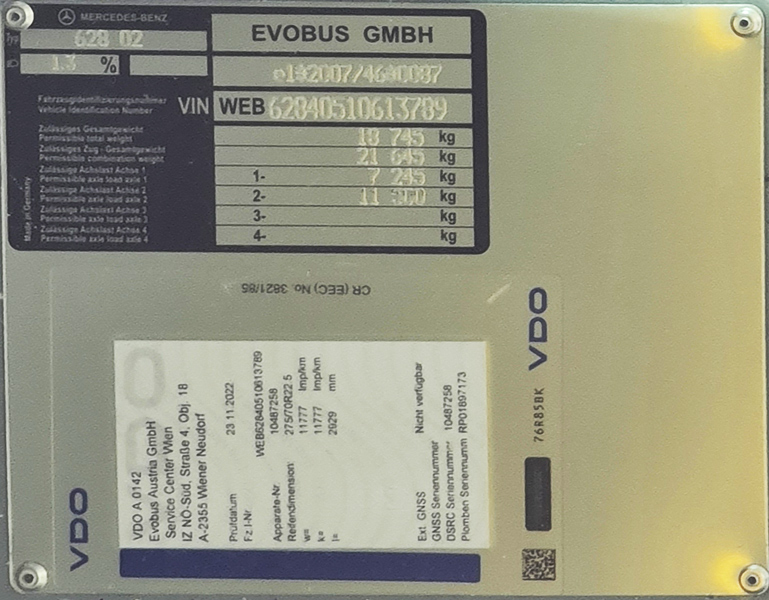 MERCEDES-BENZ
Typ 628 02
1.3 %
EVOBUS GMBH
e1*2007/46*0087
Fahrzeugidentifizierungsnummer
Vehicle Identification Number
VIN WEB62840510613789
Zulässiges Gesamtgewicht
Permissible total weight
18 745 kg
Zulässiges Zug - Gesamtgewicht
Permissible combination weight
21 645 kg
Zulässige Achslast Achse 1
Permissible axle load axle 1
1- 7 245 kg
Zulässige Achslast Achse 2
Permissible axle load axle 2
2- 11 kg
Zulässige Achslast Achse 3
Permissible axle load axle 3
3- kg
Zulässige Achslast Achse 4
Permissible axle load axle 4
4- kg
Made in Germany
CR (EEC) No. 3821/85
VDO
VDO
76R85BK
VDO A 0142
Evobus Austria GmbH
Service Center Wien
IZ NÖ-Süd, Straße 4, Obj. 18
A-2355 Wiener Neudorf
Prüfdatum 23.11.2022
Fz.I-Nr WEB62840510613789
Apparate-Nr. 10487258
Reifendimension 275/70R22.5
w= 11777 Imp/km
k= 11777 Imp/km
l= 2929 mm
Ext. GNSS Nicht verfügbar
GNSS Seriennummer
DSRC Seriennummer 10487258
Plomben Seriennumm RP01897173